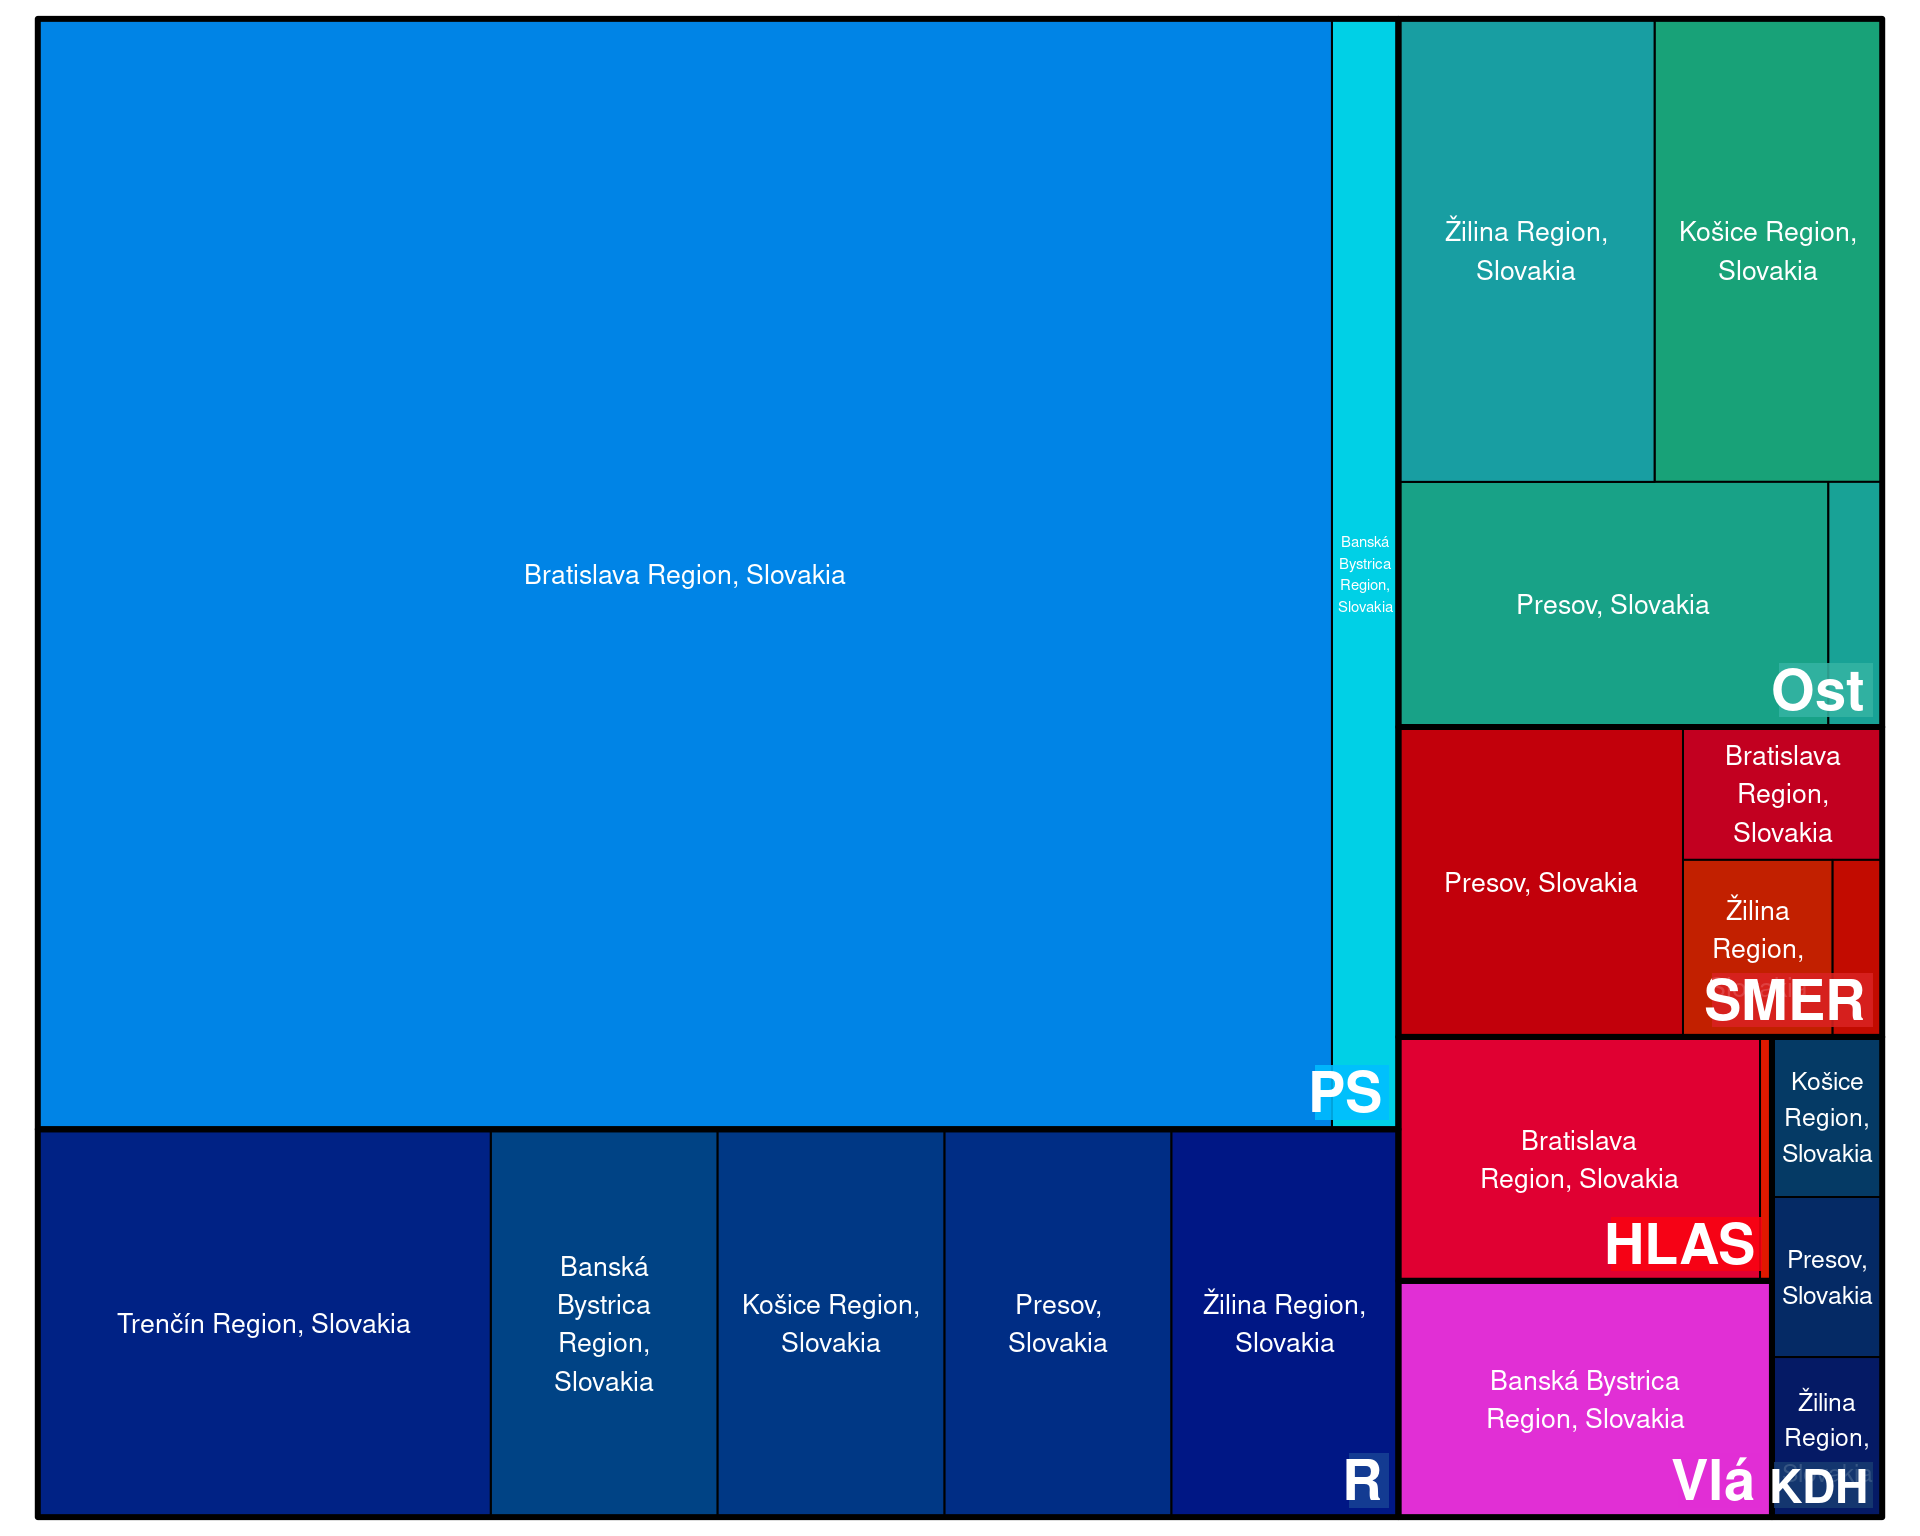 Bratislava Region, Slovakia
Banská
Bystrica
Region,
Slovakia
PS
Žilina Region,
Slovakia
Košice Region,
Slovakia
Presov, Slovakia
Ost
Presov, Slovakia
Bratislava
Region,
Slovakia
Žilina
Region,
SMER
Bratislava
Region, Slovakia
HLAS
Košice
Region,
Slovakia
Presov,
Slovakia
Žilina
Region,
Slovakia
KDH
Banská Bystrica
Region, Slovakia
Vlá
Trenčín Region, Slovakia
Banská
Bystrica
Region,
Slovakia
Košice Region,
Slovakia
Presov,
Slovakia
Žilina Region,
Slovakia
R